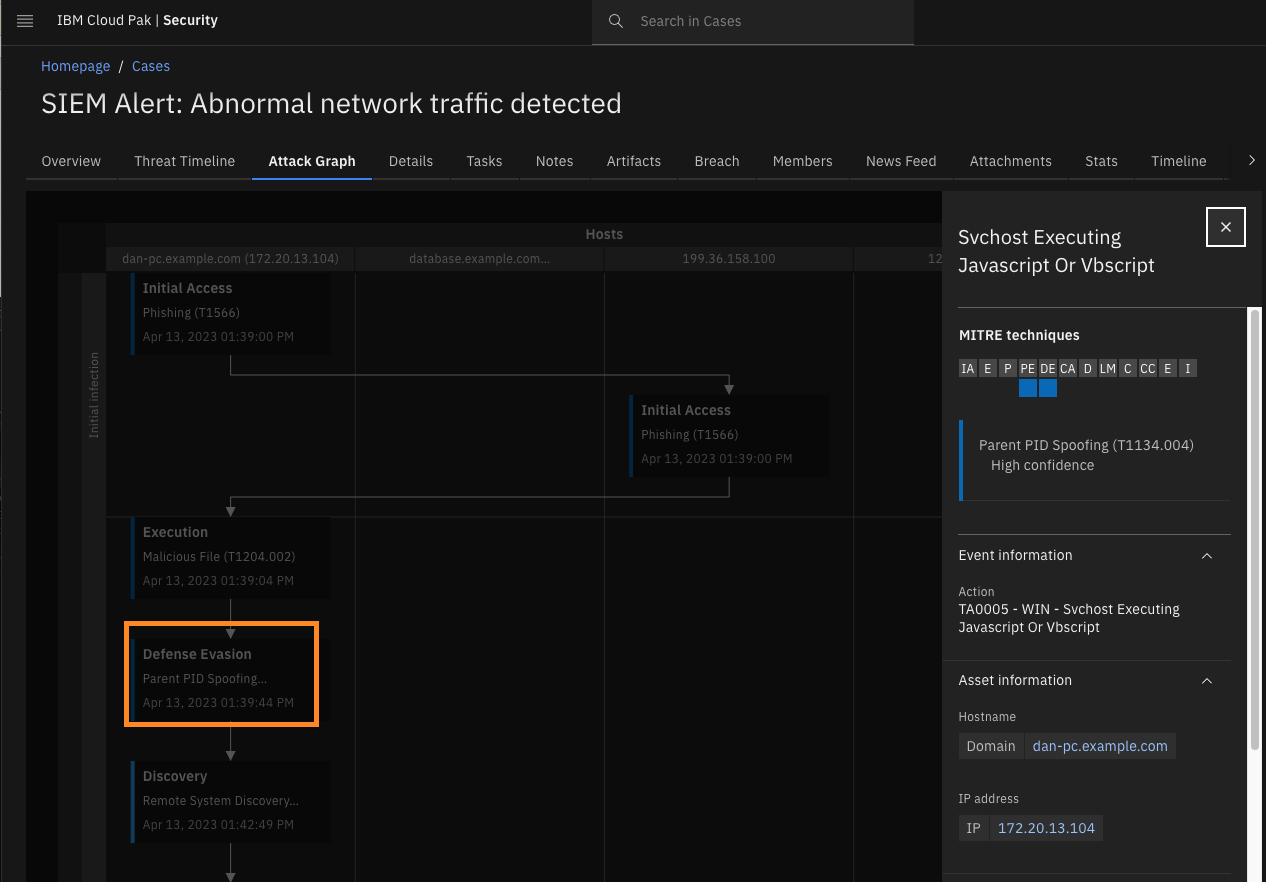 IBM Cloud Pak | Security
Search in Cases
Homepage / Cases
SIEM Alert: Abnormal network traffic detected
Overview Threat Timeline Attack Graph Details Tasks Notes Artifacts Breach Members News Feed Attachments Stats Timeline
Hosts
dan-pc.example.com (172.20.13.104) database.example.com... 199.36.158.100 12
Initial infection
Initial Access
Phishing (T1566)
Apr 13, 2023 01:39:00 PM
Initial Access
Phishing (T1566)
Apr 13, 2023 01:39:00 PM
Execution
Malicious File (T1204.002)
Apr 13, 2023 01:39:04 PM
Defense Evasion
Parent PID Spoofing...
Apr 13, 2023 01:39:44 PM
Discovery
Remote System Discovery...
Apr 13, 2023 01:42:49 PM
Svchost Executing
Javascript Or Vbscript
MITRE techniques
IA E P PE DE CA D LM C CC E I
Parent PID Spoofing (T1134.004)
High confidence
Event information
Action
TA0005 - WIN - Svchost Executing
Javascript Or Vbscript
Asset information
Hostname
Domain dan-pc.example.com
IP address
IP 172.20.13.104